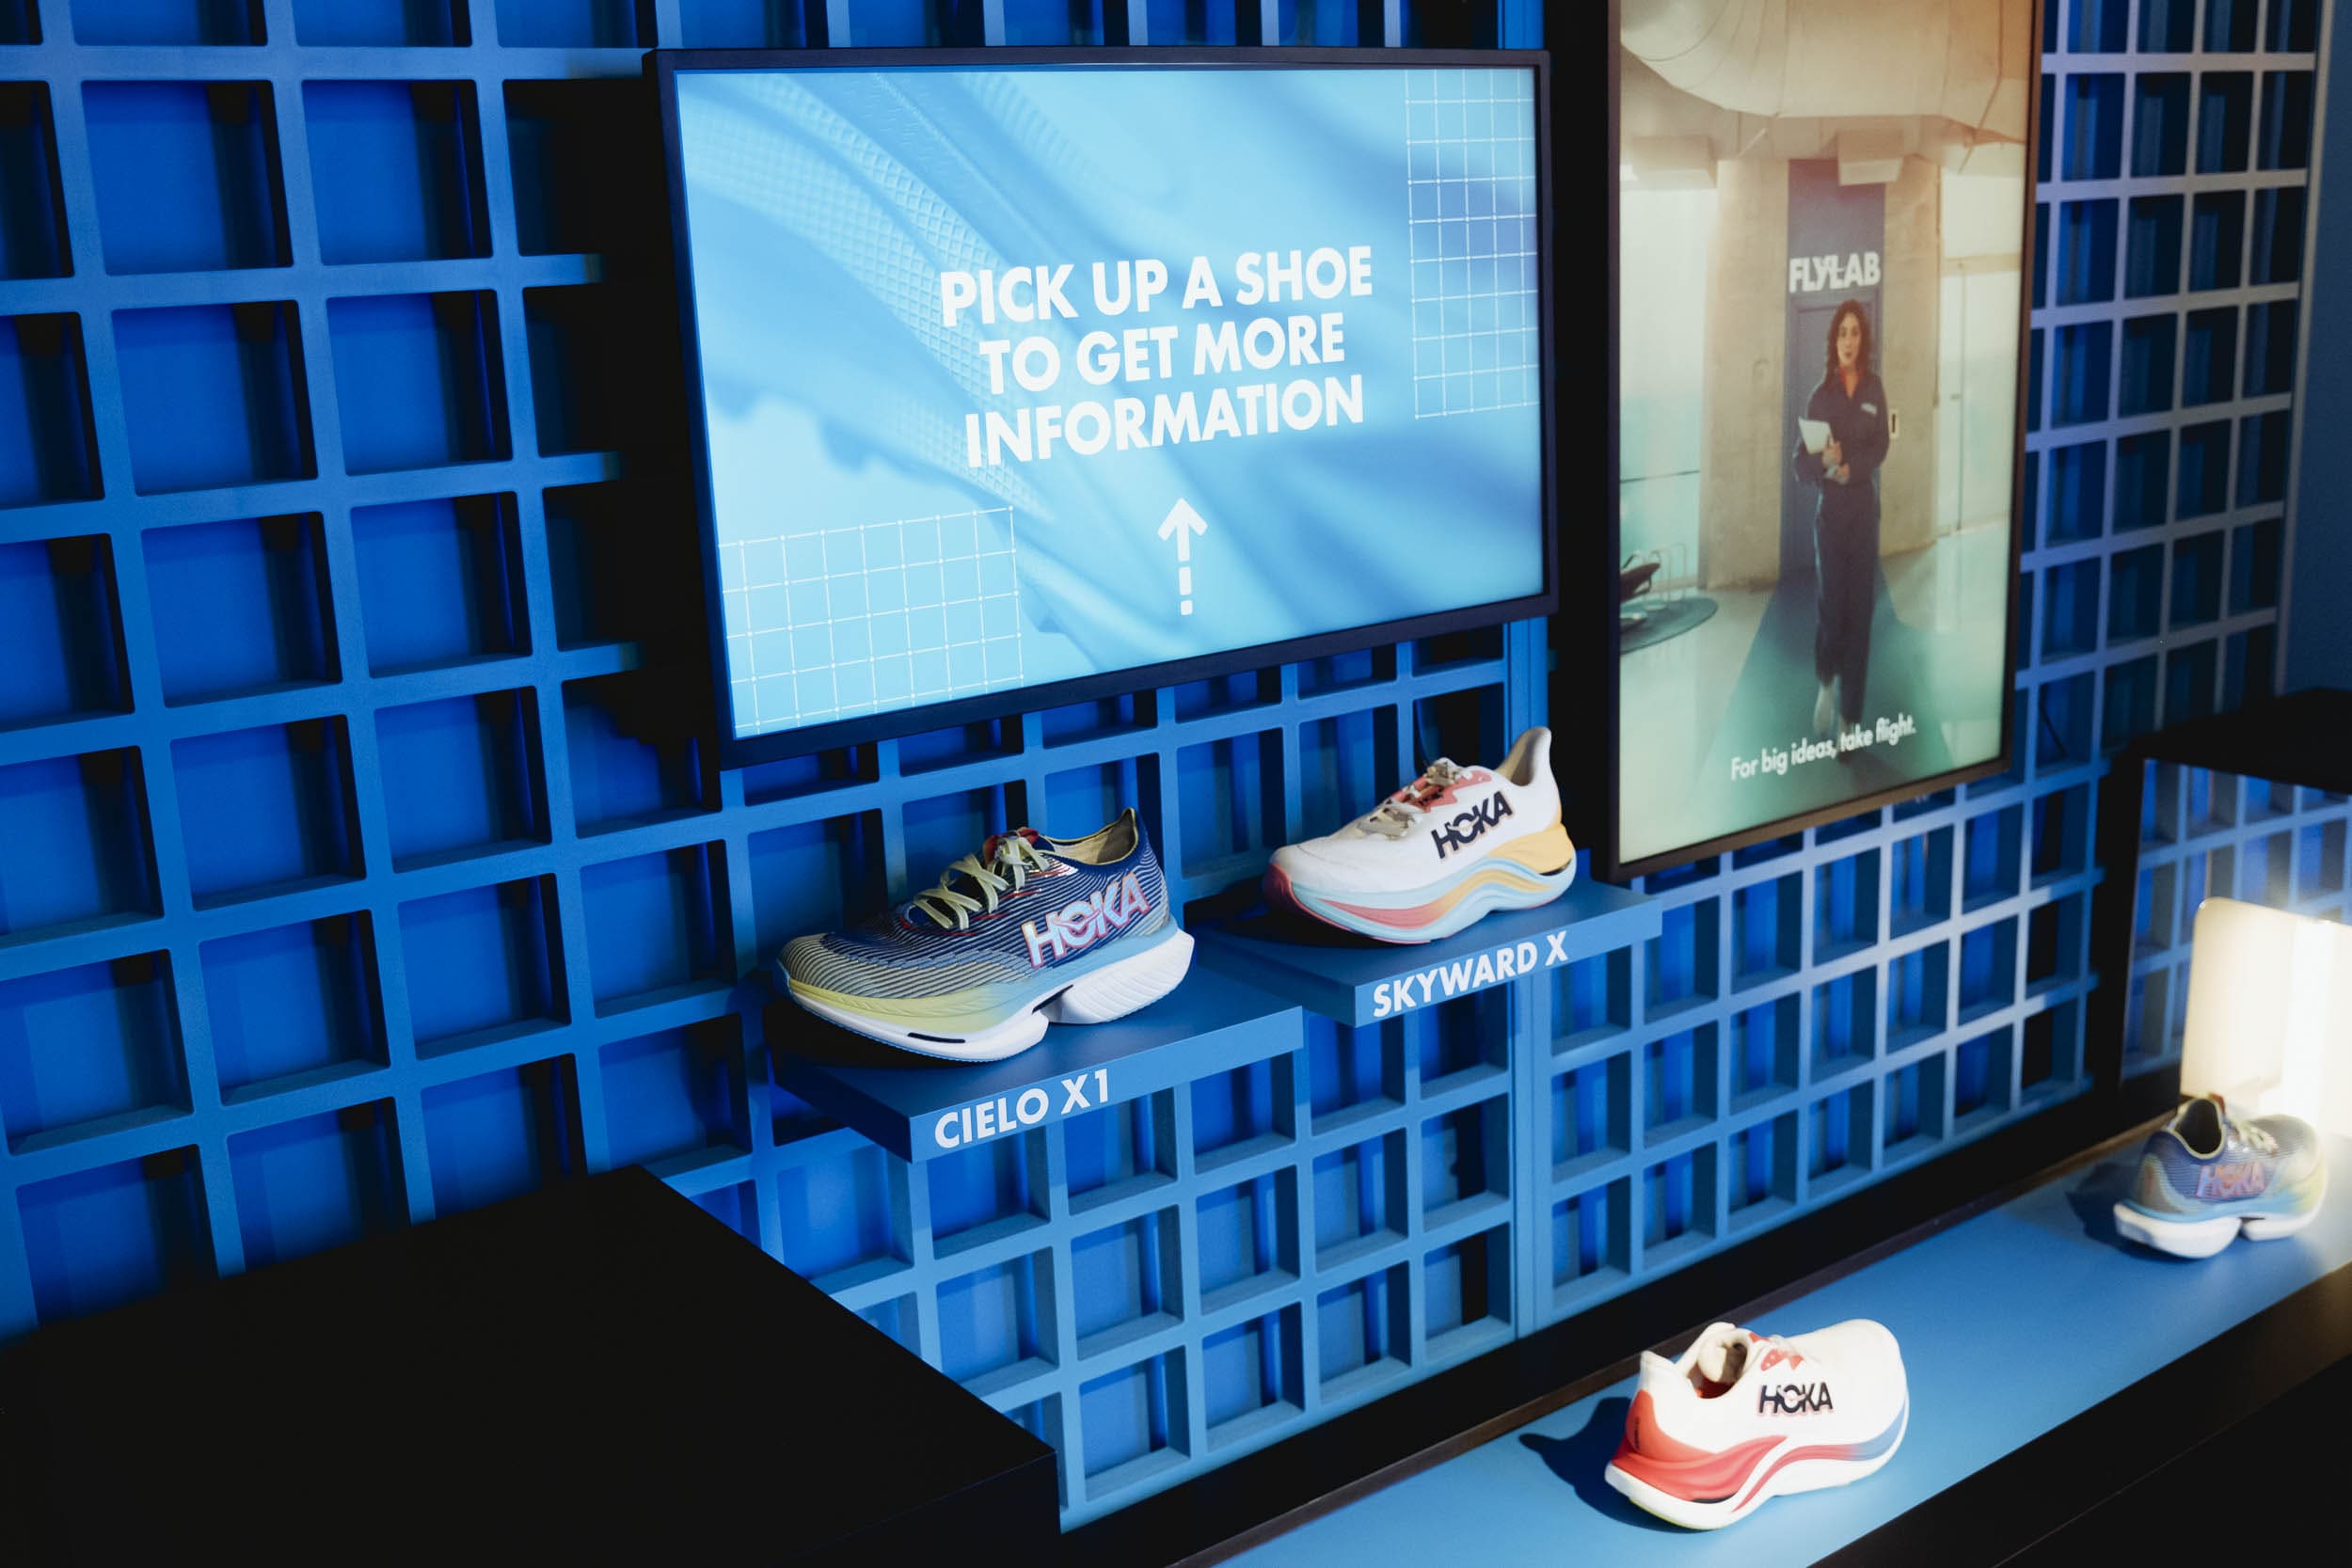 PICK UP A SHOE
TO GET MORE
INFORMATION
FLYLAB
For big ideas, take flight.
HOKA
SKYWARD X
HOKA
CIELO X1
HOKA
HOKA